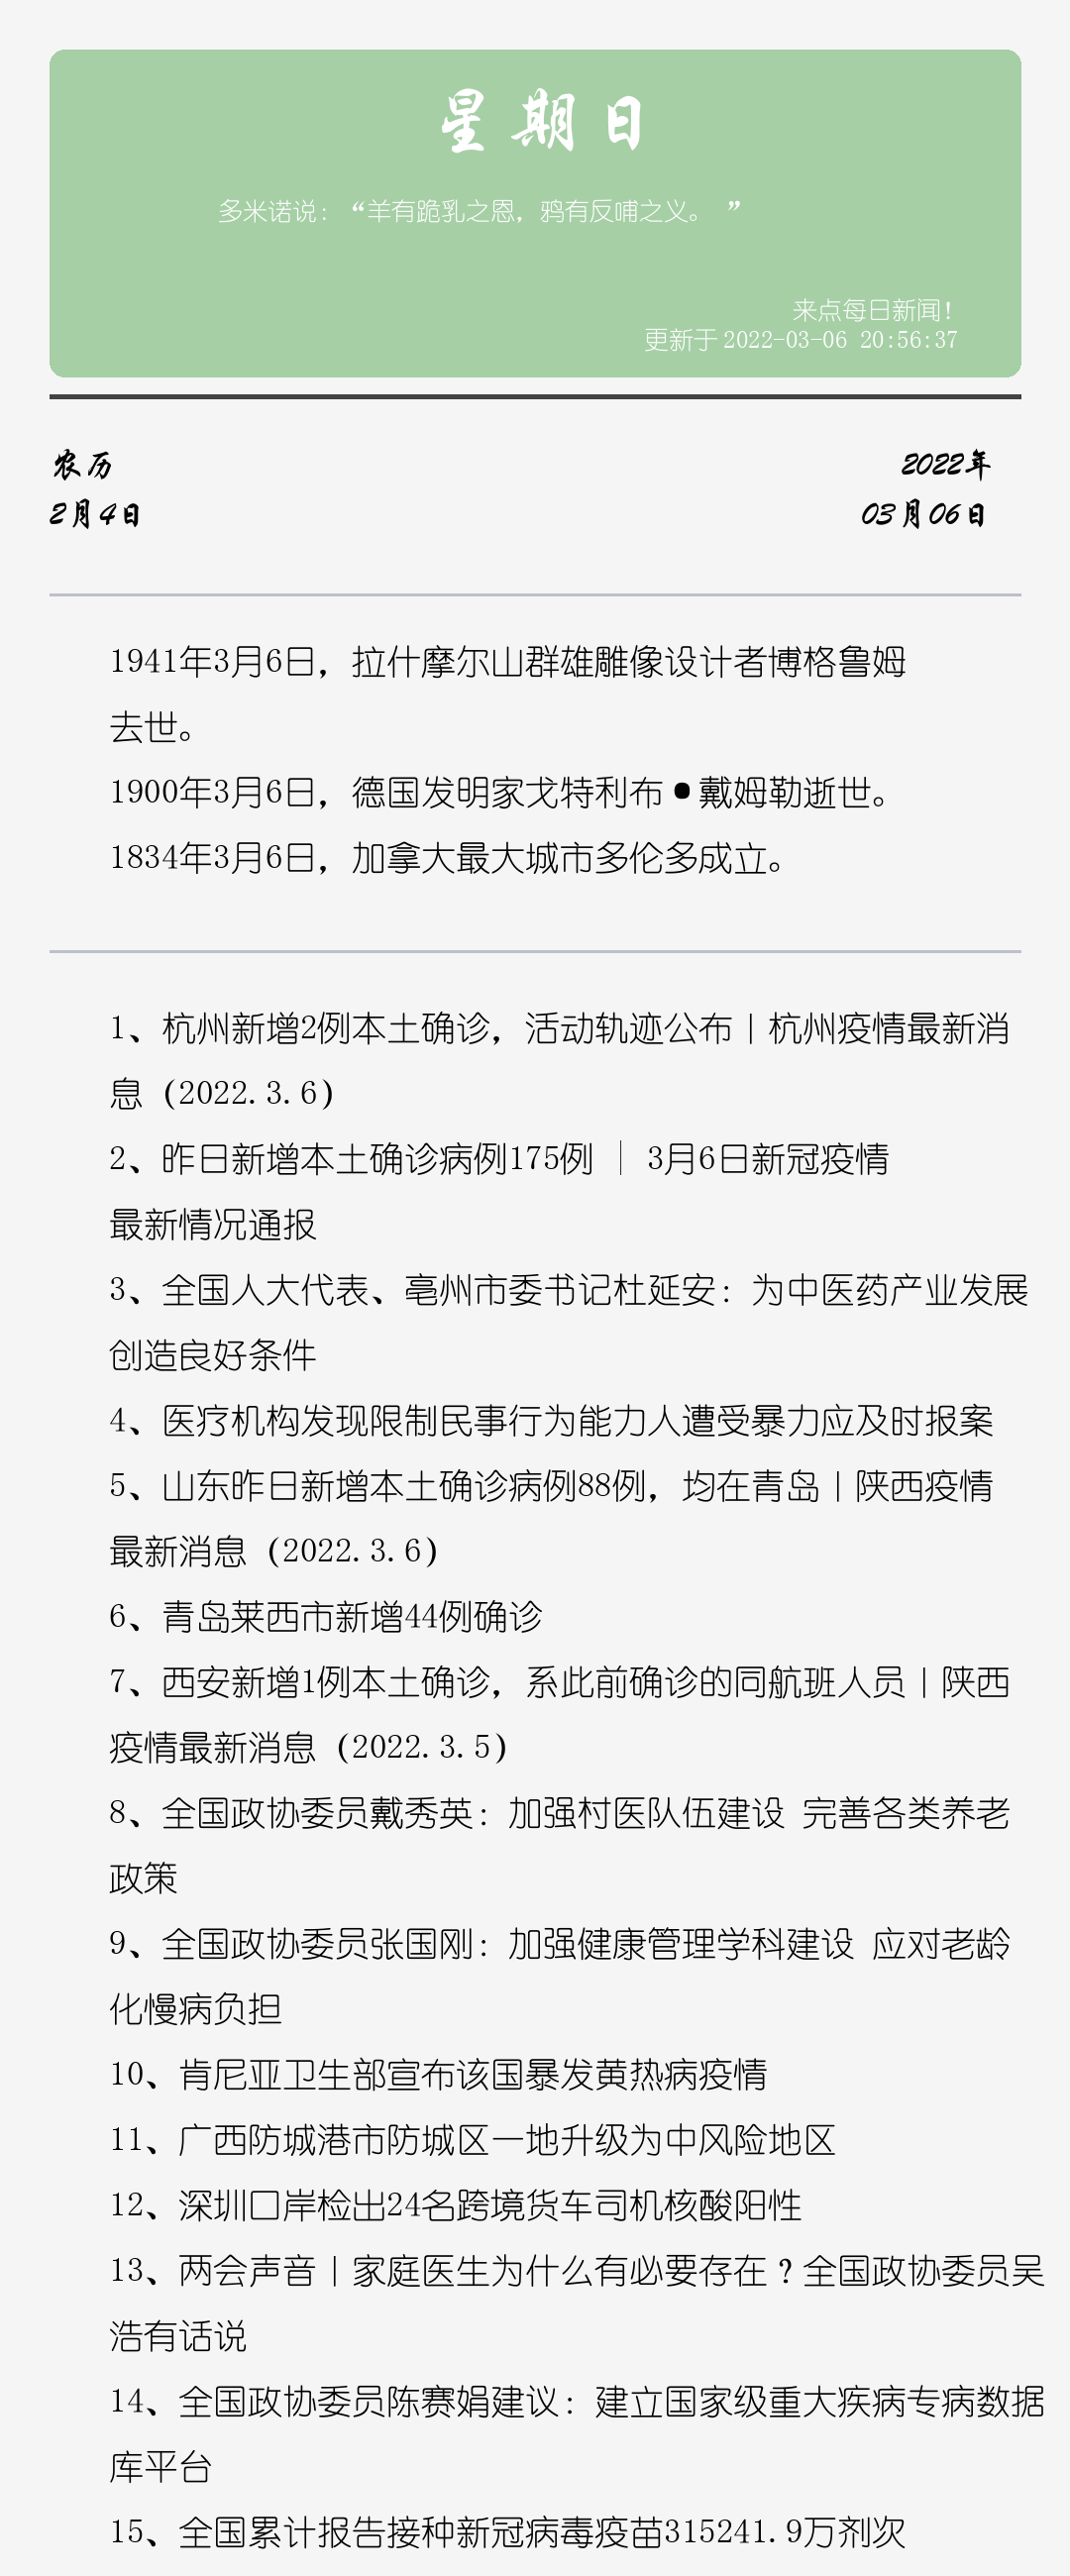 星期日
多米诺说：“羊有跪乳之恩，鸦有反哺之义。 ”
来点每日新闻！
更新于 2022-03-06 20:56:37
农历
2022年
2月4日
03月06日
1941年3月6日，拉什摩尔山群雄雕像设计者博格鲁姆
去世。
1900年3月6日，德国发明家戈特利布●戴姆勒逝世。
1834年3月6日，加拿大最大城市多伦多成立。
1、杭州新增2例本土确诊，活动轨迹公布丨杭州疫情最新消
息（2022.3.6）
2、昨日新增本土确诊病例175例 │ 3月6日新冠疫情
最新情况通报
3、全国人大代表、亳州市委书记杜延安：为中医药产业发展
创造良好条件
4、医疗机构发现限制民事行为能力人遭受暴力应及时报案
5、山东昨日新增本土确诊病例88例，均在青岛丨陕西疫情
最新消息（2022.3.6）
6、青岛莱西市新增44例确诊
7、西安新增1例本土确诊，系此前确诊的同航班人员丨陕西
疫情最新消息（2022.3.5）
8、全国政协委员戴秀英：加强村医队伍建设 完善各类养老
政策
9、全国政协委员张国刚：加强健康管理学科建设 应对老龄
化慢病负担
10、肯尼亚卫生部宣布该国暴发黄热病疫情
11、广西防城港市防城区一地升级为中风险地区
12、深圳口岸检出24名跨境货车司机核酸阳性
13、两会声音丨家庭医生为什么有必要存在？全国政协委员吴
浩有话说
14、全国政协委员陈赛娟建议：建立国家级重大疾病专病数据
库平台
15、全国累计报告接种新冠病毒疫苗315241.9万剂次